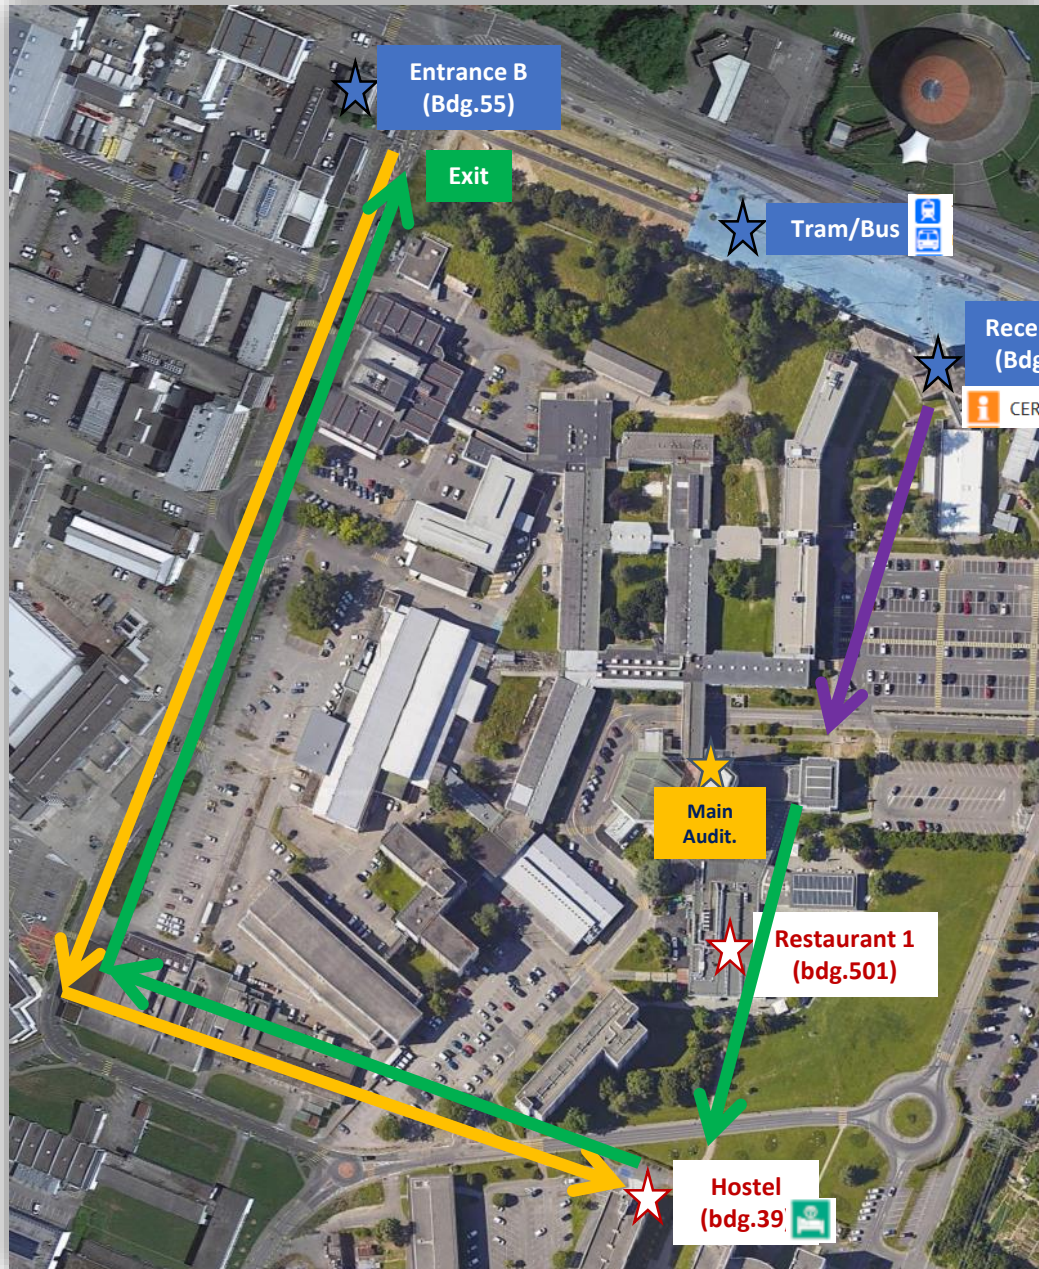 Entrance B
(Bdg.55)
Exit
Tram/Bus
Rece
(Bdg
CER
Main
Audit.
Restaurant 1
(bdg.501)
Hostel
(bdg.39)